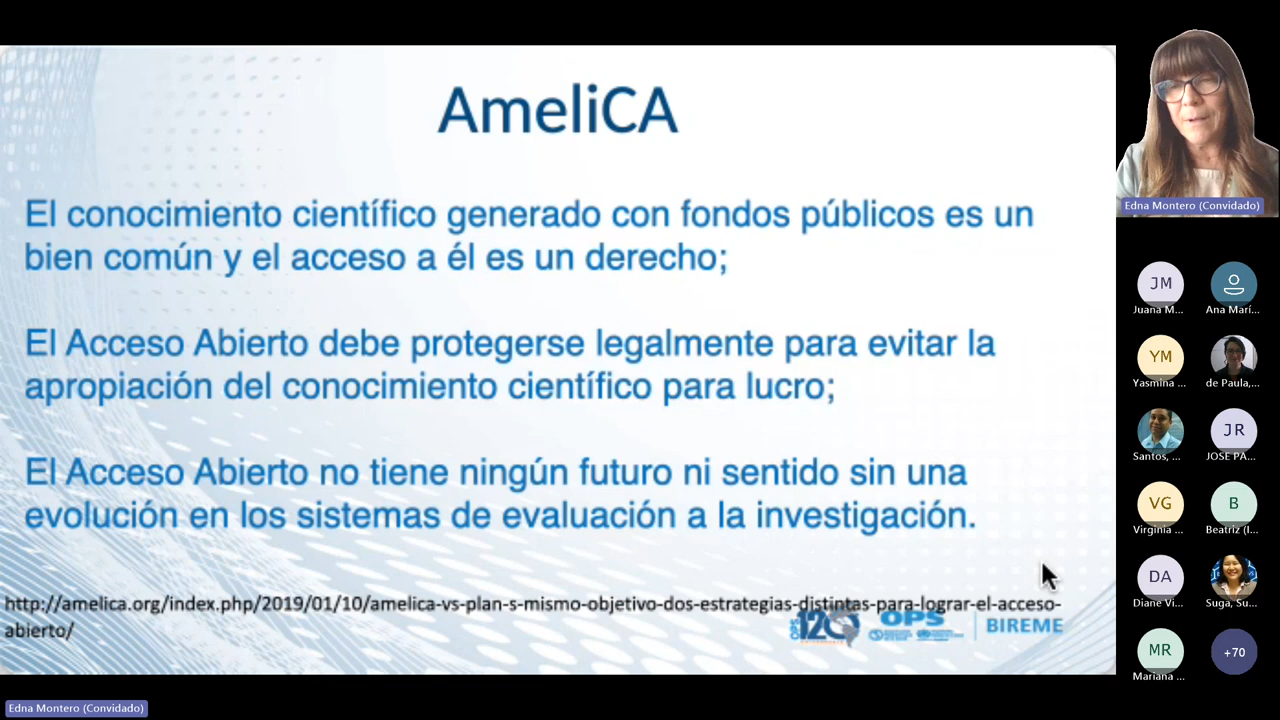 AmeliCA
El conocimiento científico generado con fondos públicos es un
bien común y el acceso a él es un derecho;
El Acceso Abierto debe protegerse legalmente para evitar la
apropiación del conocimiento científico para lucro;
El Acceso Abierto no tiene ningún futuro ni sentido sin una
evolución en los sistemas de evaluación a la investigación.
http://amelica.org/index.php/2019/01/10/amelica-vs-plan-s-mismo-objetivo-dos-estrategias-distintas-para-lograr-el-acceso-
abierto/
OPS 120
OPS
BIREME
Edna Montero (Convidado)
JM
Juana M...
Ana Marí...
YM
Yasmina ...
de Paula,...
Santos, ...
JR
JOSE PA...
VG
Virginia ...
B
Beatriz (I...
DA
Diane Vi...
Suga, Su...
MR
Mariana ...
+70
Edna Montero (Convidado)